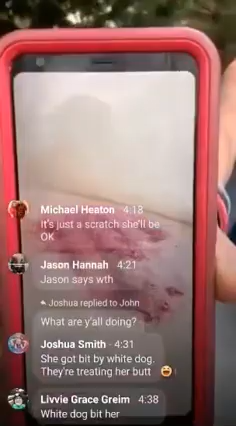 Michael Heaton 4:18
It's just a scratch she'll be
OK
Jason Hannah 4:21
Jason says wth
Joshua replied to John
What are y'all doing?
Joshua Smith · 4:31
She got bit by white dog.
They're treating her butt 😆
Livvie Grace Greim · 4:38
White dog bit her